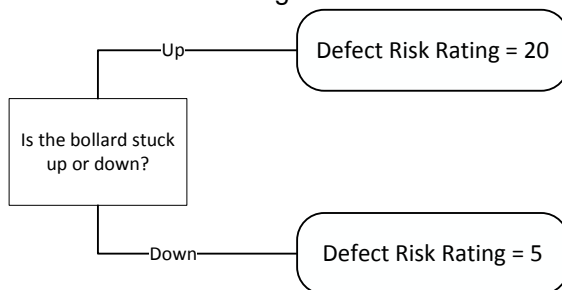 Up
Defect Risk Rating = 20
Is the bollard stuck
up or down?
Down
Defect Risk Rating = 5